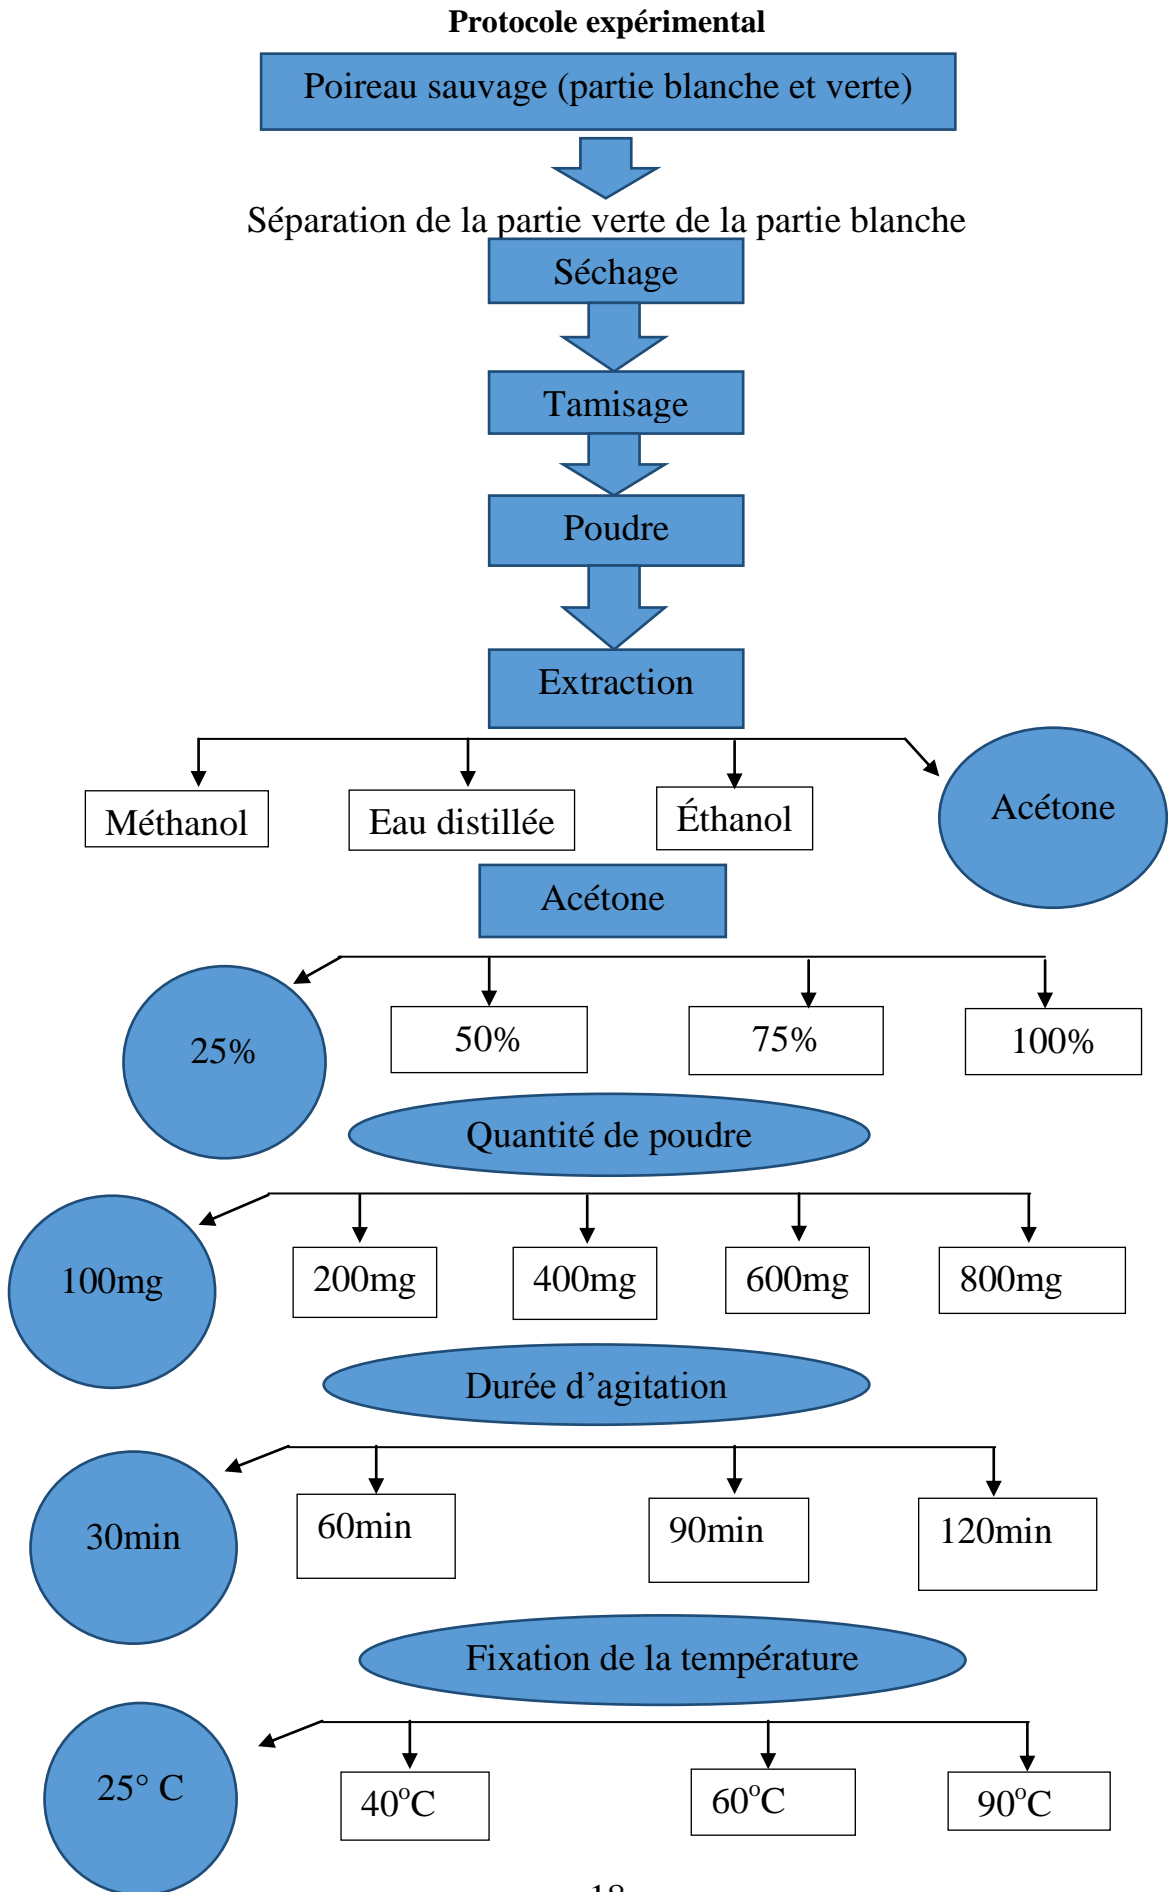 Protocole expérimental
Poireau sauvage (partie blanche et verte)
Séparation de la partie verte de la partie blanche
Séchage
Tamisage
Poudre
Extraction
Méthanol
Eau distillée
Éthanol
Acétone
Acétone
25%
50%
75%
100%
Quantité de poudre
100mg
200mg
400mg
600mg
800mg
Durée d’agitation
30min
60min
90min
120min
Fixation de la température
25° C
40°C
60°C
90°C
18